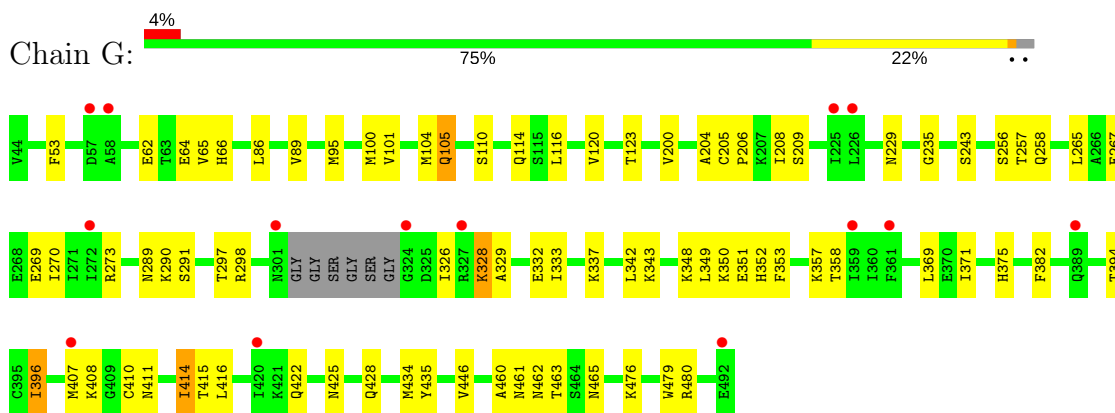 4%
Chain G:
75% 22% • •
V44 F53 D57 A58 E62 T63 E64 V65 H66 L86 V89 M95 M100 V101 M104 Q105 S110 Q114 S115 L116 V120 T123 V200 A204 C205 P206 K207 I208 S209 I225 L226 N229 G235 S243 S256 T257 Q258 L265 A266
E268 E269 I270 I271 I272 R273 N289 K290 S291 T297 R298 N301 GLY GLY SER GLY SER GLY G324 D325 I326 R327 K328 A329 E332 I333 K337 L342 K343 K348 L349 K350 E351 H352 F353 K357 T358 I359 I360 F361 L369 E370 I371 H375 F382 Q389 T394
C395 I396 M407 K408 G409 C410 N411 I414 T415 L416 I420 K421 Q422 N425 Q428 M434 Y435 V446 A460 N461 N462 T463 S464 N465 K476 W479 R480 E492